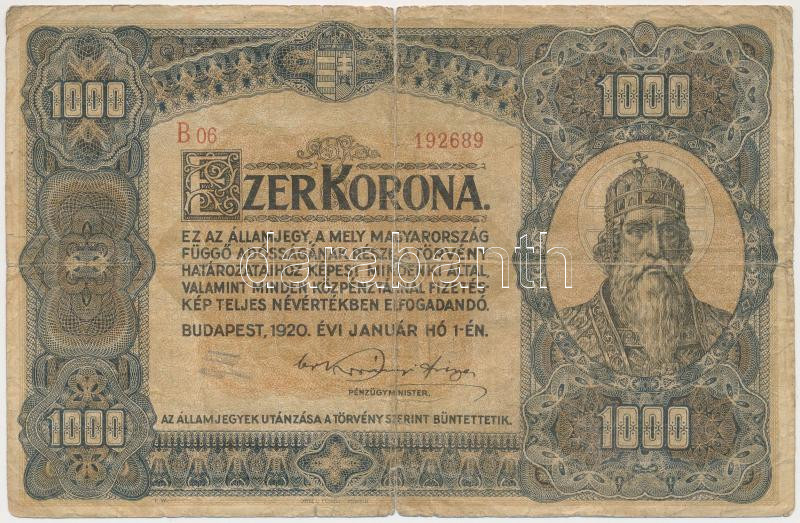 1000
1000
B 06
192689
EZER KORONA.
EZ AZ ÁLLAMJEGY, A MELY MAGYARORSZÁG
FÜGGŐ ADÓSSÁGÁNAK RÉSZE, A TÖRVÉNY
HATÁROZATAIHOZ KÉPEST MINDENKI ÁLTAL,
VALAMINT MINDEN KÖZPÉNZTÁRNÁL FIZETÉS-
KÉP TELJES NÉVÉRTÉKBEN ELFOGADANDÓ.
BUDAPEST, 1920. ÉVI JANUÁR HÓ 1-ÉN.
PÉNZÜGYMINISTER.
AZ ÁLLAMJEGYEK UTÁNZÁSA A TÖRVÉNY SZERINT BÜNTETTETIK.
1000
1000
darabanth